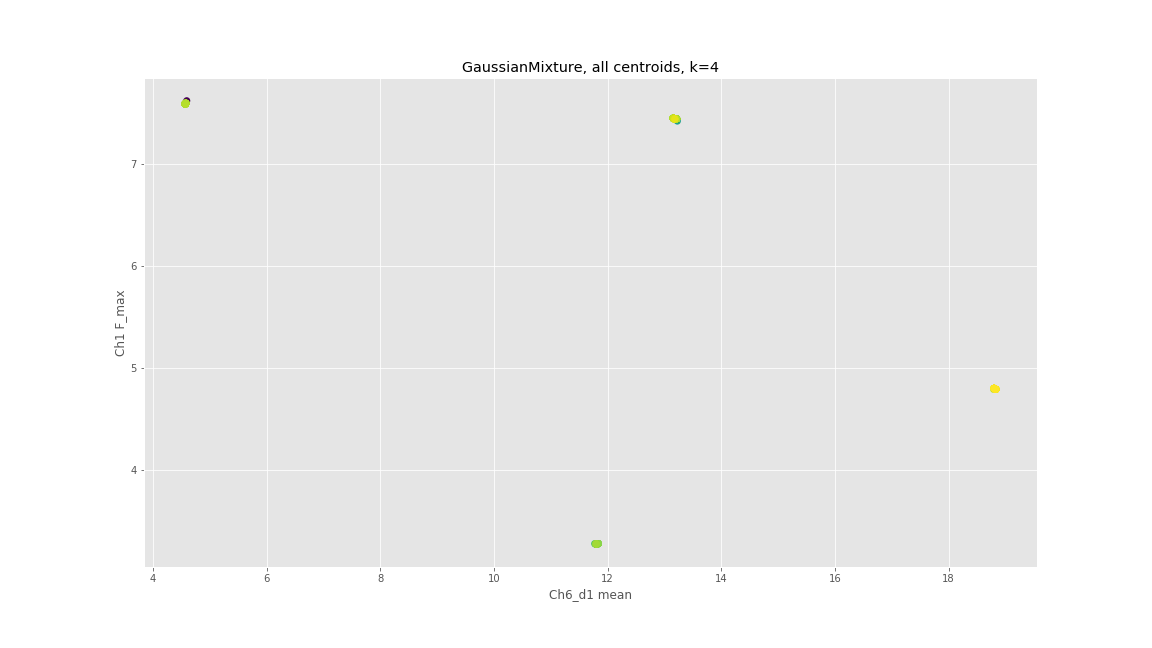 GaussianMixture, all centroids, k=4
7
6
5
4
Ch1 F_max
4 6 8 10 12 14 16 18
Ch6_d1 mean